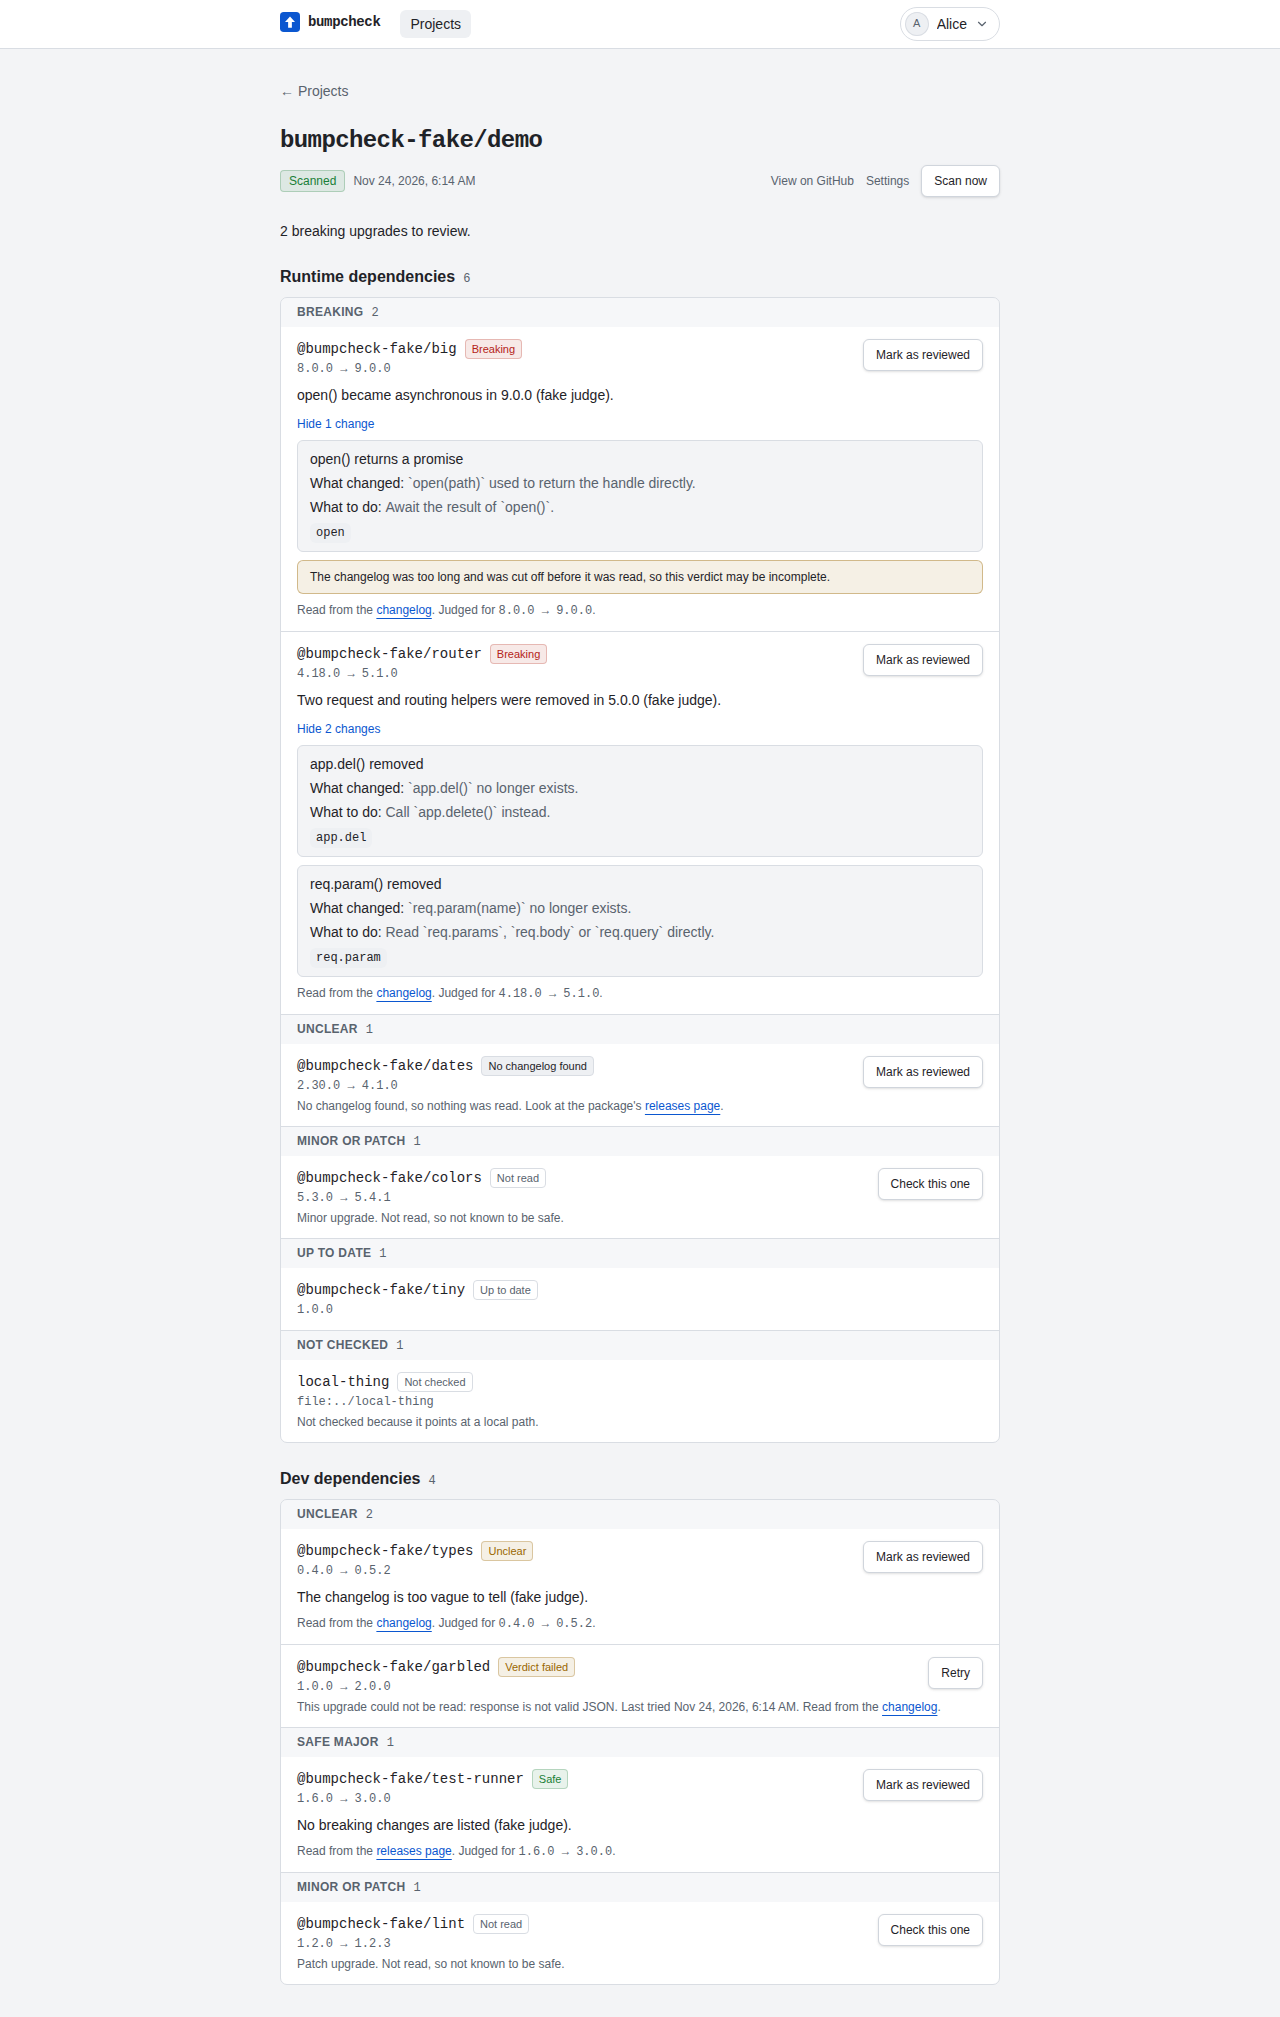 bumpcheck Projects A Alice
← Projects
bumpcheck-fake/demo
Scanned Nov 24, 2026, 6:14 AM View on GitHub Settings Scan now
2 breaking upgrades to review.
Runtime dependencies 6
BREAKING 2
@bumpcheck-fake/big Breaking Mark as reviewed
8.0.0 → 9.0.0
open() became asynchronous in 9.0.0 (fake judge).
Hide 1 change
open() returns a promise
What changed: `open(path)` used to return the handle directly.
What to do: Await the result of `open()`.
open
The changelog was too long and was cut off before it was read, so this verdict may be incomplete.
Read from the changelog. Judged for 8.0.0 → 9.0.0.
@bumpcheck-fake/router Breaking Mark as reviewed
4.18.0 → 5.1.0
Two request and routing helpers were removed in 5.0.0 (fake judge).
Hide 2 changes
app.del() removed
What changed: `app.del()` no longer exists.
What to do: Call `app.delete()` instead.
app.del
req.param() removed
What changed: `req.param(name)` no longer exists.
What to do: Read `req.params`, `req.body` or `req.query` directly.
req.param
Read from the changelog. Judged for 4.18.0 → 5.1.0.
UNCLEAR 1
@bumpcheck-fake/dates No changelog found Mark as reviewed
2.30.0 → 4.1.0
No changelog found, so nothing was read. Look at the package's releases page.
MINOR OR PATCH 1
@bumpcheck-fake/colors Not read Check this one
5.3.0 → 5.4.1
Minor upgrade. Not read, so not known to be safe.
UP TO DATE 1
@bumpcheck-fake/tiny Up to date
1.0.0
NOT CHECKED 1
local-thing Not checked
file:../local-thing
Not checked because it points at a local path.
Dev dependencies 4
UNCLEAR 2
@bumpcheck-fake/types Unclear Mark as reviewed
0.4.0 → 0.5.2
The changelog is too vague to tell (fake judge).
Read from the changelog. Judged for 0.4.0 → 0.5.2.
@bumpcheck-fake/garbled Verdict failed Retry
1.0.0 → 2.0.0
This upgrade could not be read: response is not valid JSON. Last tried Nov 24, 2026, 6:14 AM. Read from the changelog.
SAFE MAJOR 1
@bumpcheck-fake/test-runner Safe Mark as reviewed
1.6.0 → 3.0.0
No breaking changes are listed (fake judge).
Read from the releases page. Judged for 1.6.0 → 3.0.0.
MINOR OR PATCH 1
@bumpcheck-fake/lint Not read Check this one
1.2.0 → 1.2.3
Patch upgrade. Not read, so not known to be safe.